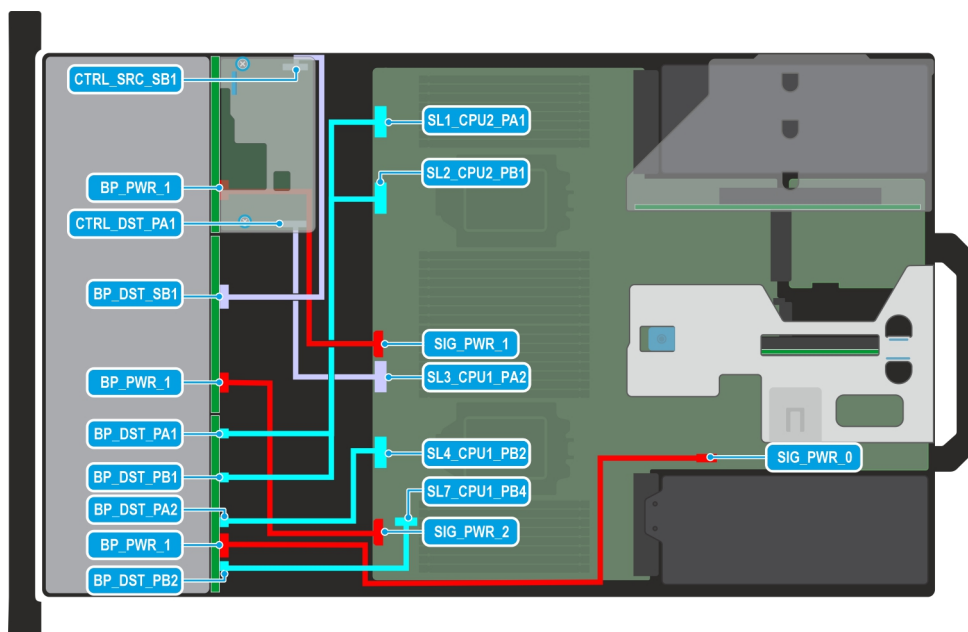 CTRL_SRC_SB1
BP_PWR_1
CTRL_DST_PA1
BP_DST_SB1
BP_PWR_1
BP_DST_PA1
BP_DST_PB1
BP_DST_PA2
BP_PWR_1
BP_DST_PB2
SL1_CPU2_PA1
SL2_CPU2_PB1
SIG_PWR_1
SL3_CPU1_PA2
SL4_CPU1_PB2
SL7_CPU1_PB4
SIG_PWR_2
SIG_PWR_0